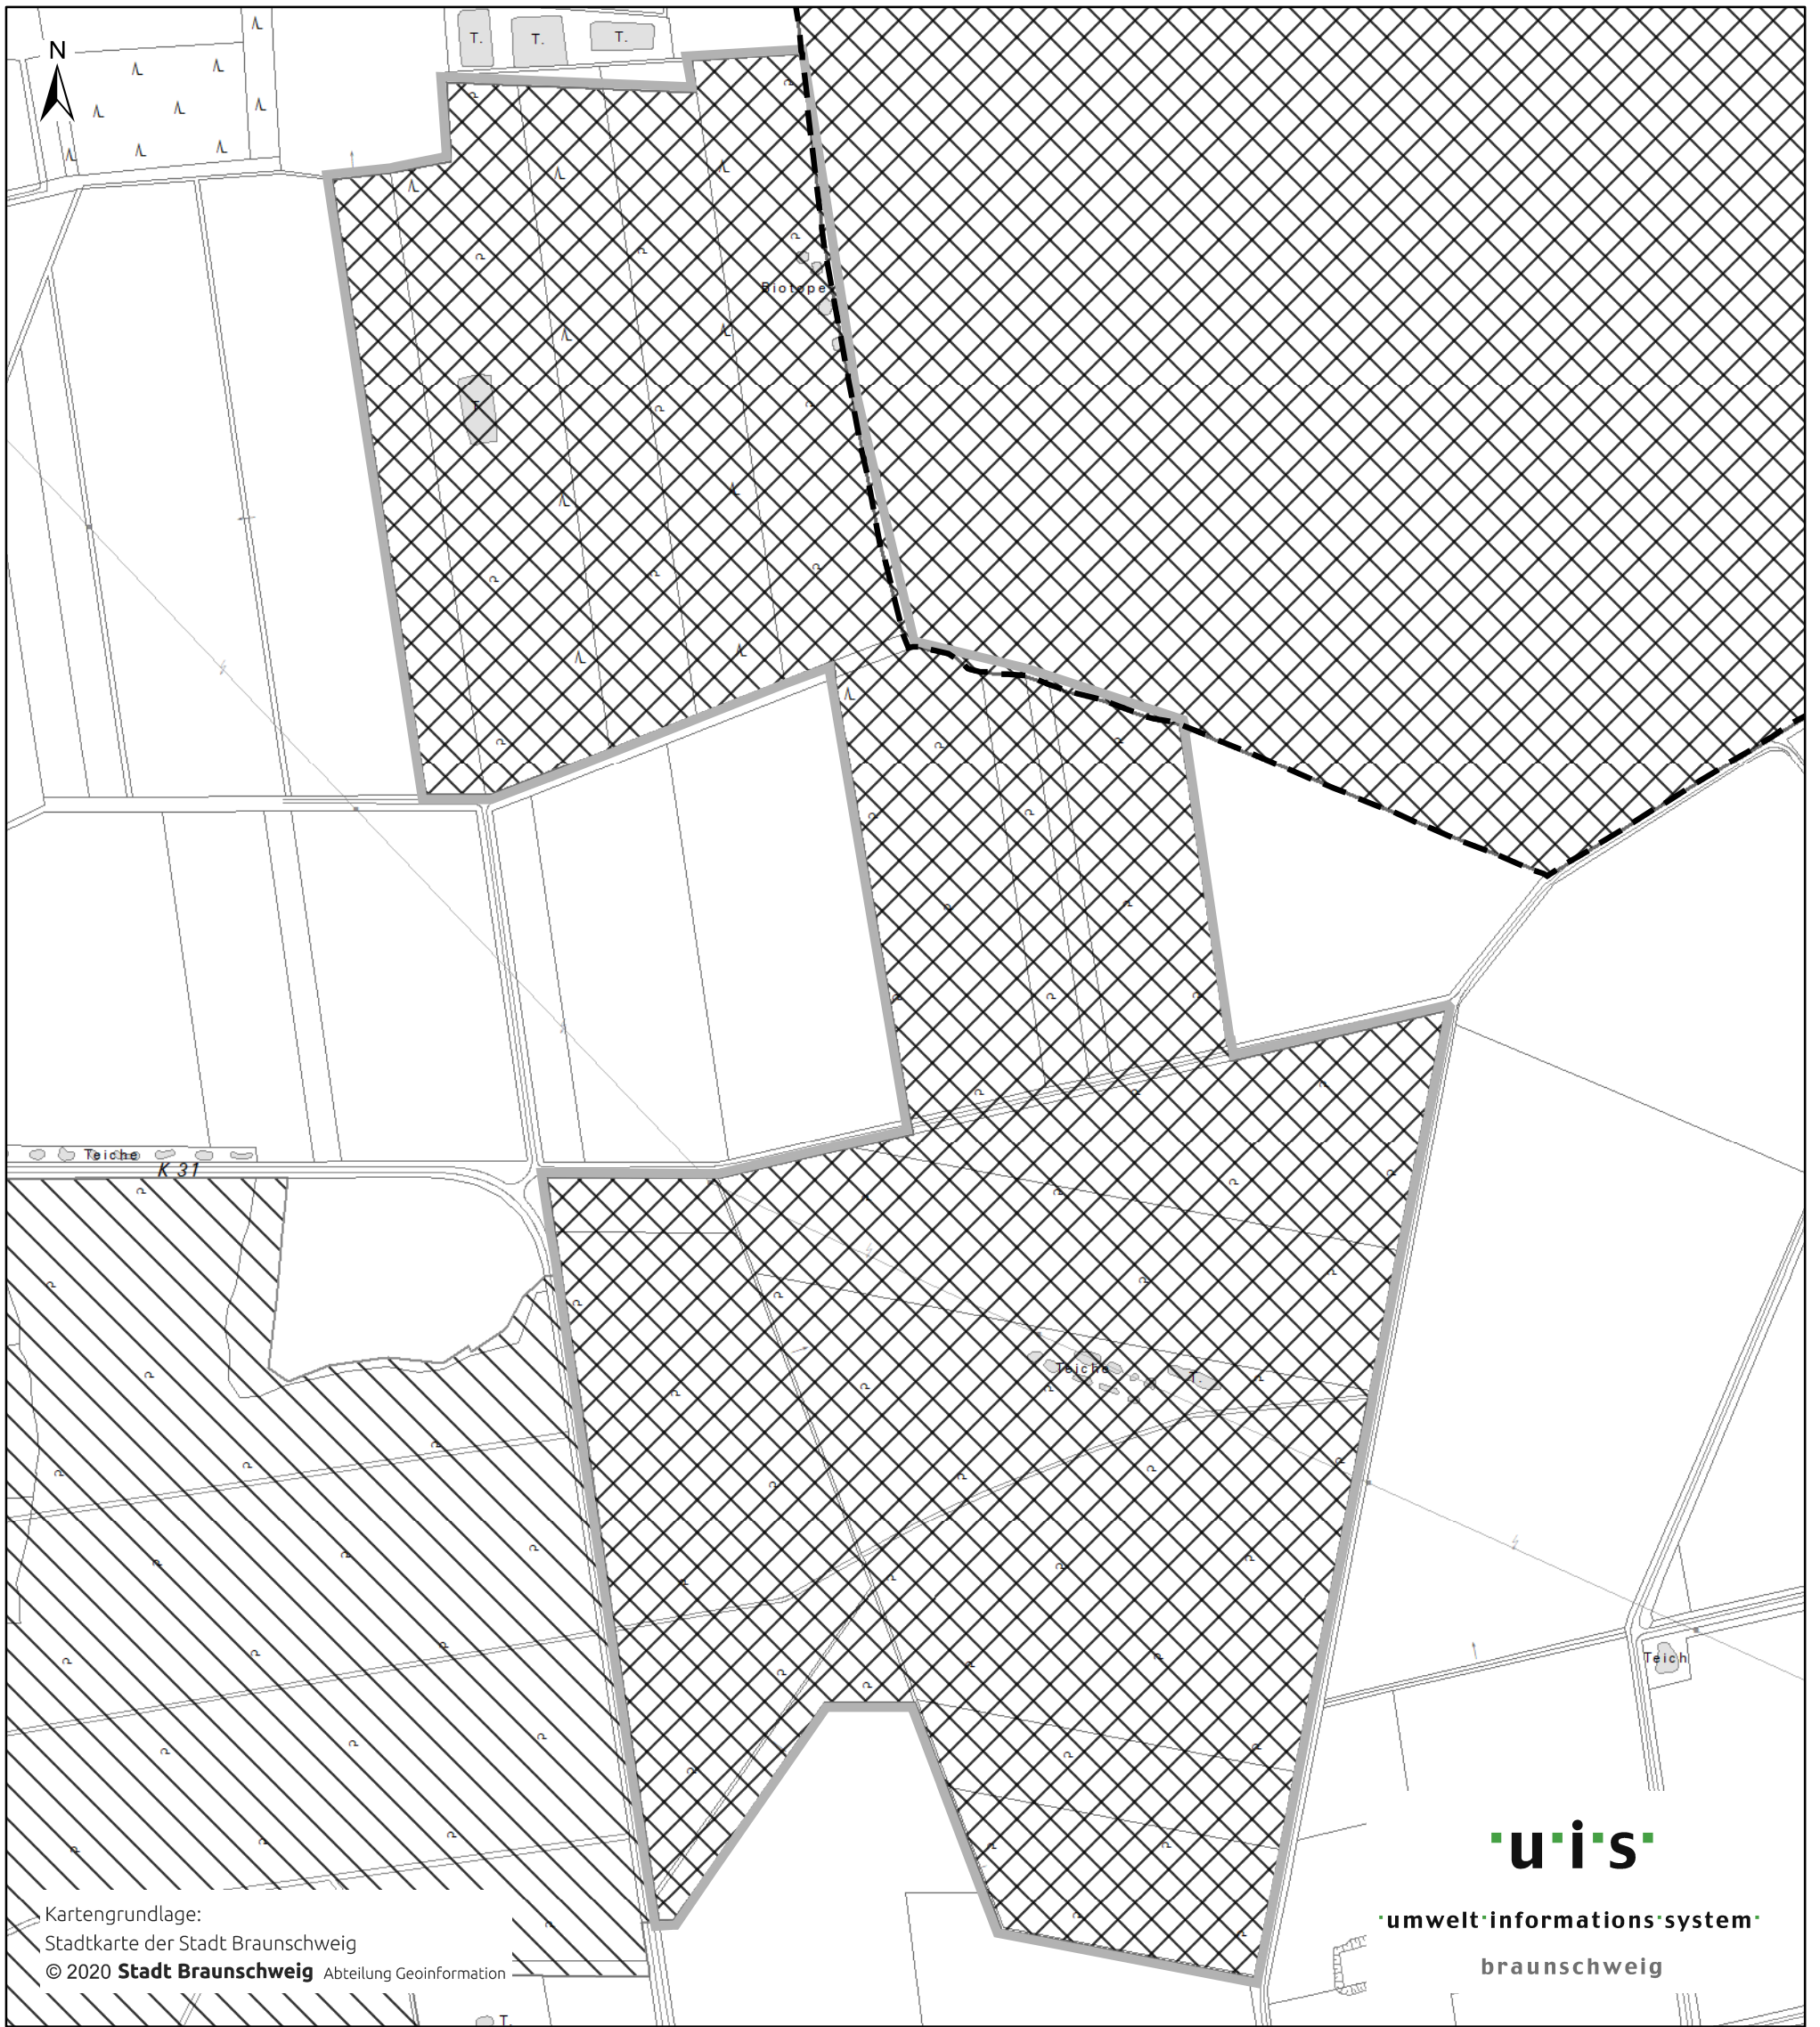 N
T.
T.
T.
Biotope
T.
Teiche
K 31
Teiche
T.
Teich
T.
Kartengrundlage:
Stadtkarte der Stadt Braunschweig
© 2020 Stadt Braunschweig Abteilung Geoinformation
u·i·s
umwelt·informations·system
braunschweig